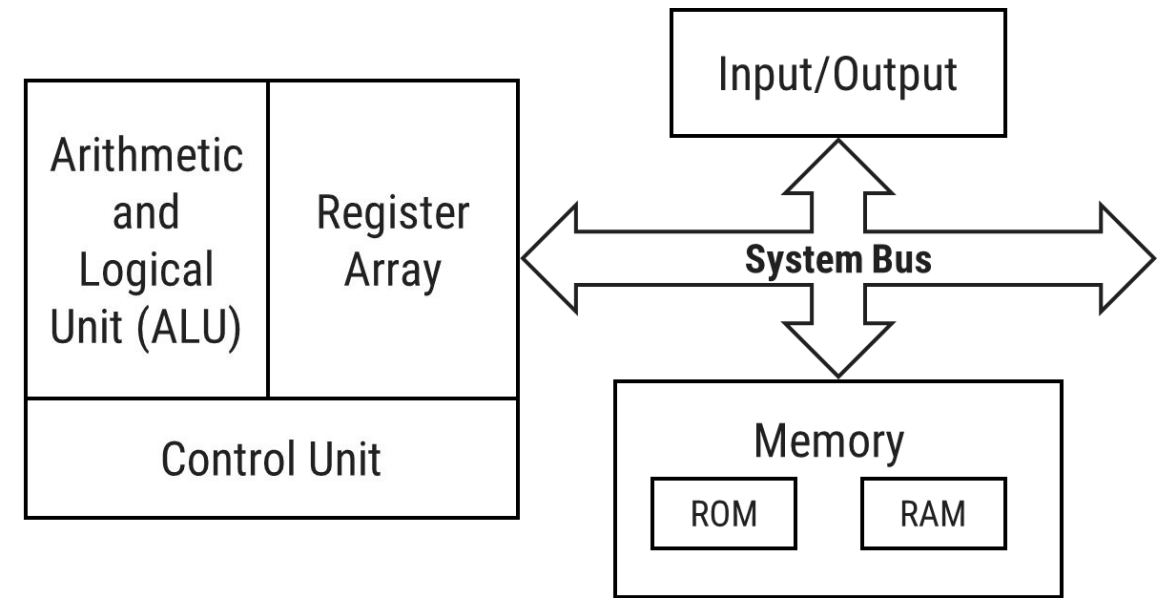 Input/Output
Arithmetic
and
Logical
Unit (ALU)
Register
Array
System Bus
Control Unit
Memory
ROM
RAM